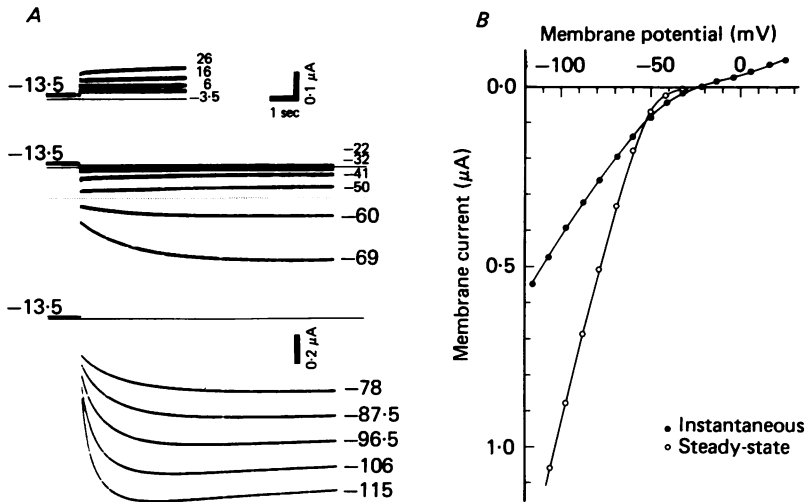 A
26
16
6
−3·5
−13·5
0·1 μA
1 sec
−13·5
−22
−32
−41
−50
−60
−69
−13·5
0·2 μA
−78
−87·5
−96·5
−106
−115
B
Membrane potential (mV)
−100 −50 0
0·0
0·5
1·0
Membrane current (μA)
• Instantaneous
○ Steady-state